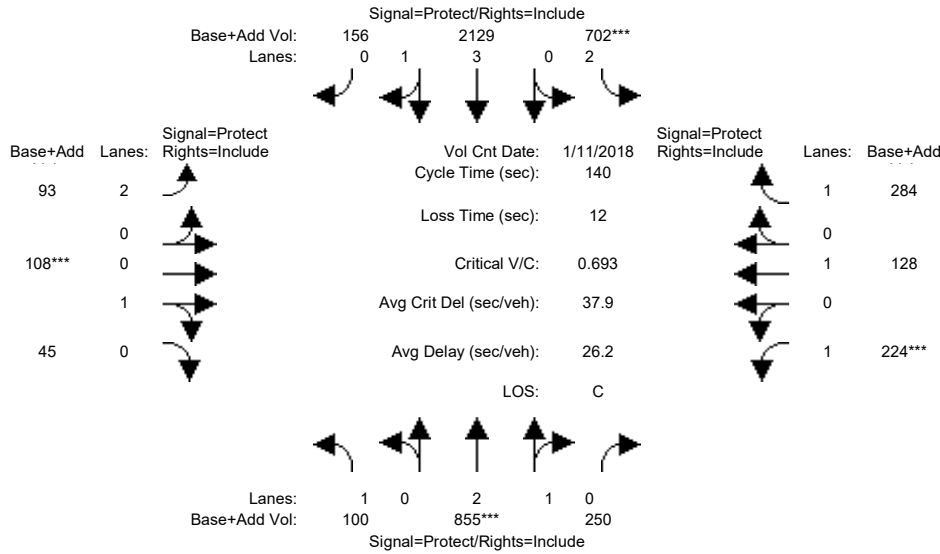 Signal=Protect/Rights=Include
Base+Add Vol: 156 2129 702***
Lanes: 0 1 3 0 2
Signal=Protect
Base+Add Lanes: Rights=Include
Vol Cnt Date: 1/11/2018
Signal=Protect
Rights=Include Lanes: Base+Add
Cycle Time (sec): 140
93 2
1 284
Loss Time (sec): 12
0
0
108*** 0
Critical V/C: 0.693
1 128
1
Avg Crit Del (sec/veh): 37.9
0
45 0
Avg Delay (sec/veh): 26.2
1 224***
LOS: C
Lanes: 1 0 2 1 0
Base+Add Vol: 100 855*** 250
Signal=Protect/Rights=Include